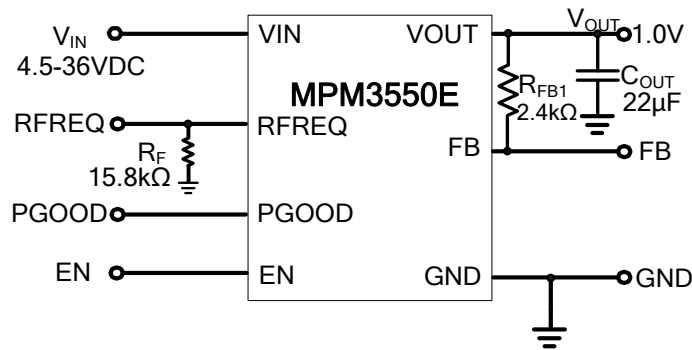 VIN VIN VOUT VOUT 1.0V
4.5-36VDC
MPM3550E
RFB1 COUT
2.4kΩ 22µF
RFREQ RFREQ
RF
15.8kΩ
FB FB
PGOOD PGOOD
EN EN GND GND